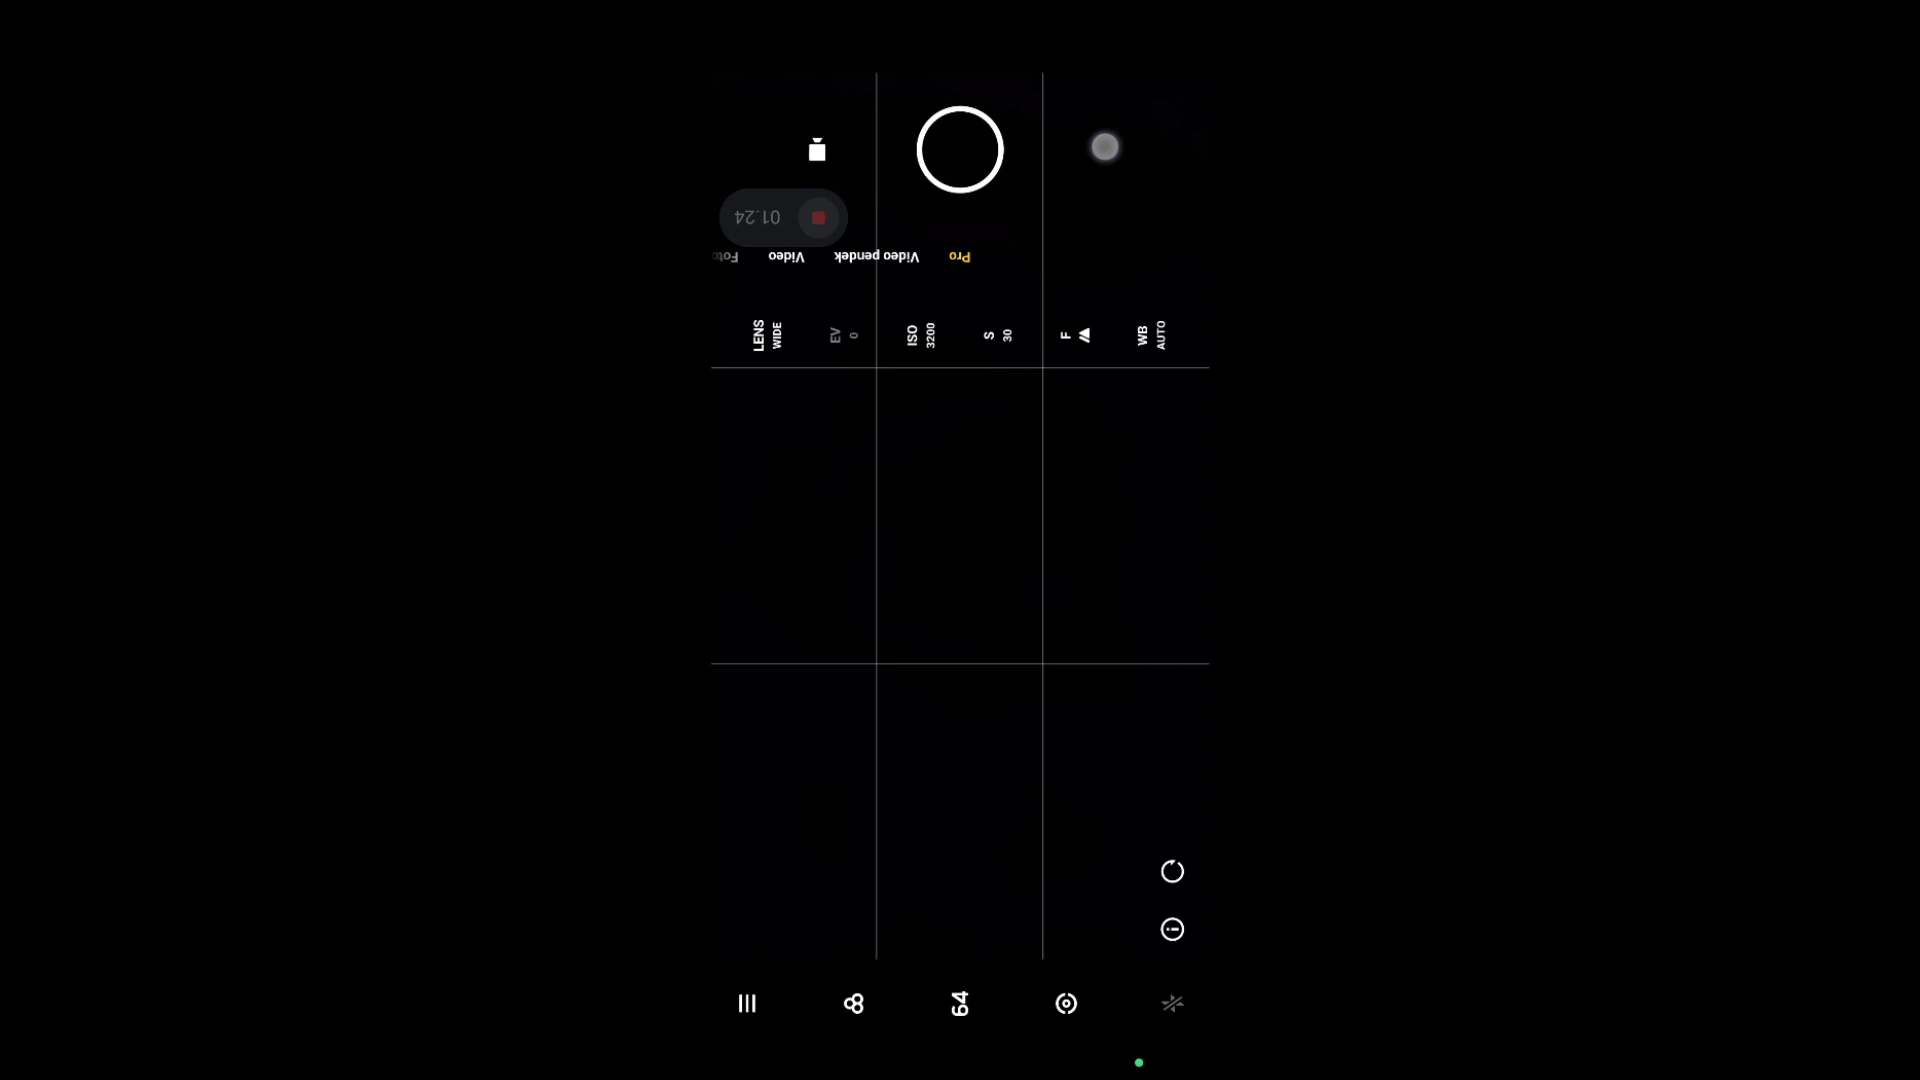 01:24
Foto
Video
Video pendek
Pro
LENS
WIDE
EV
0
ISO
3200
S
30
F
WB
AUTO
64